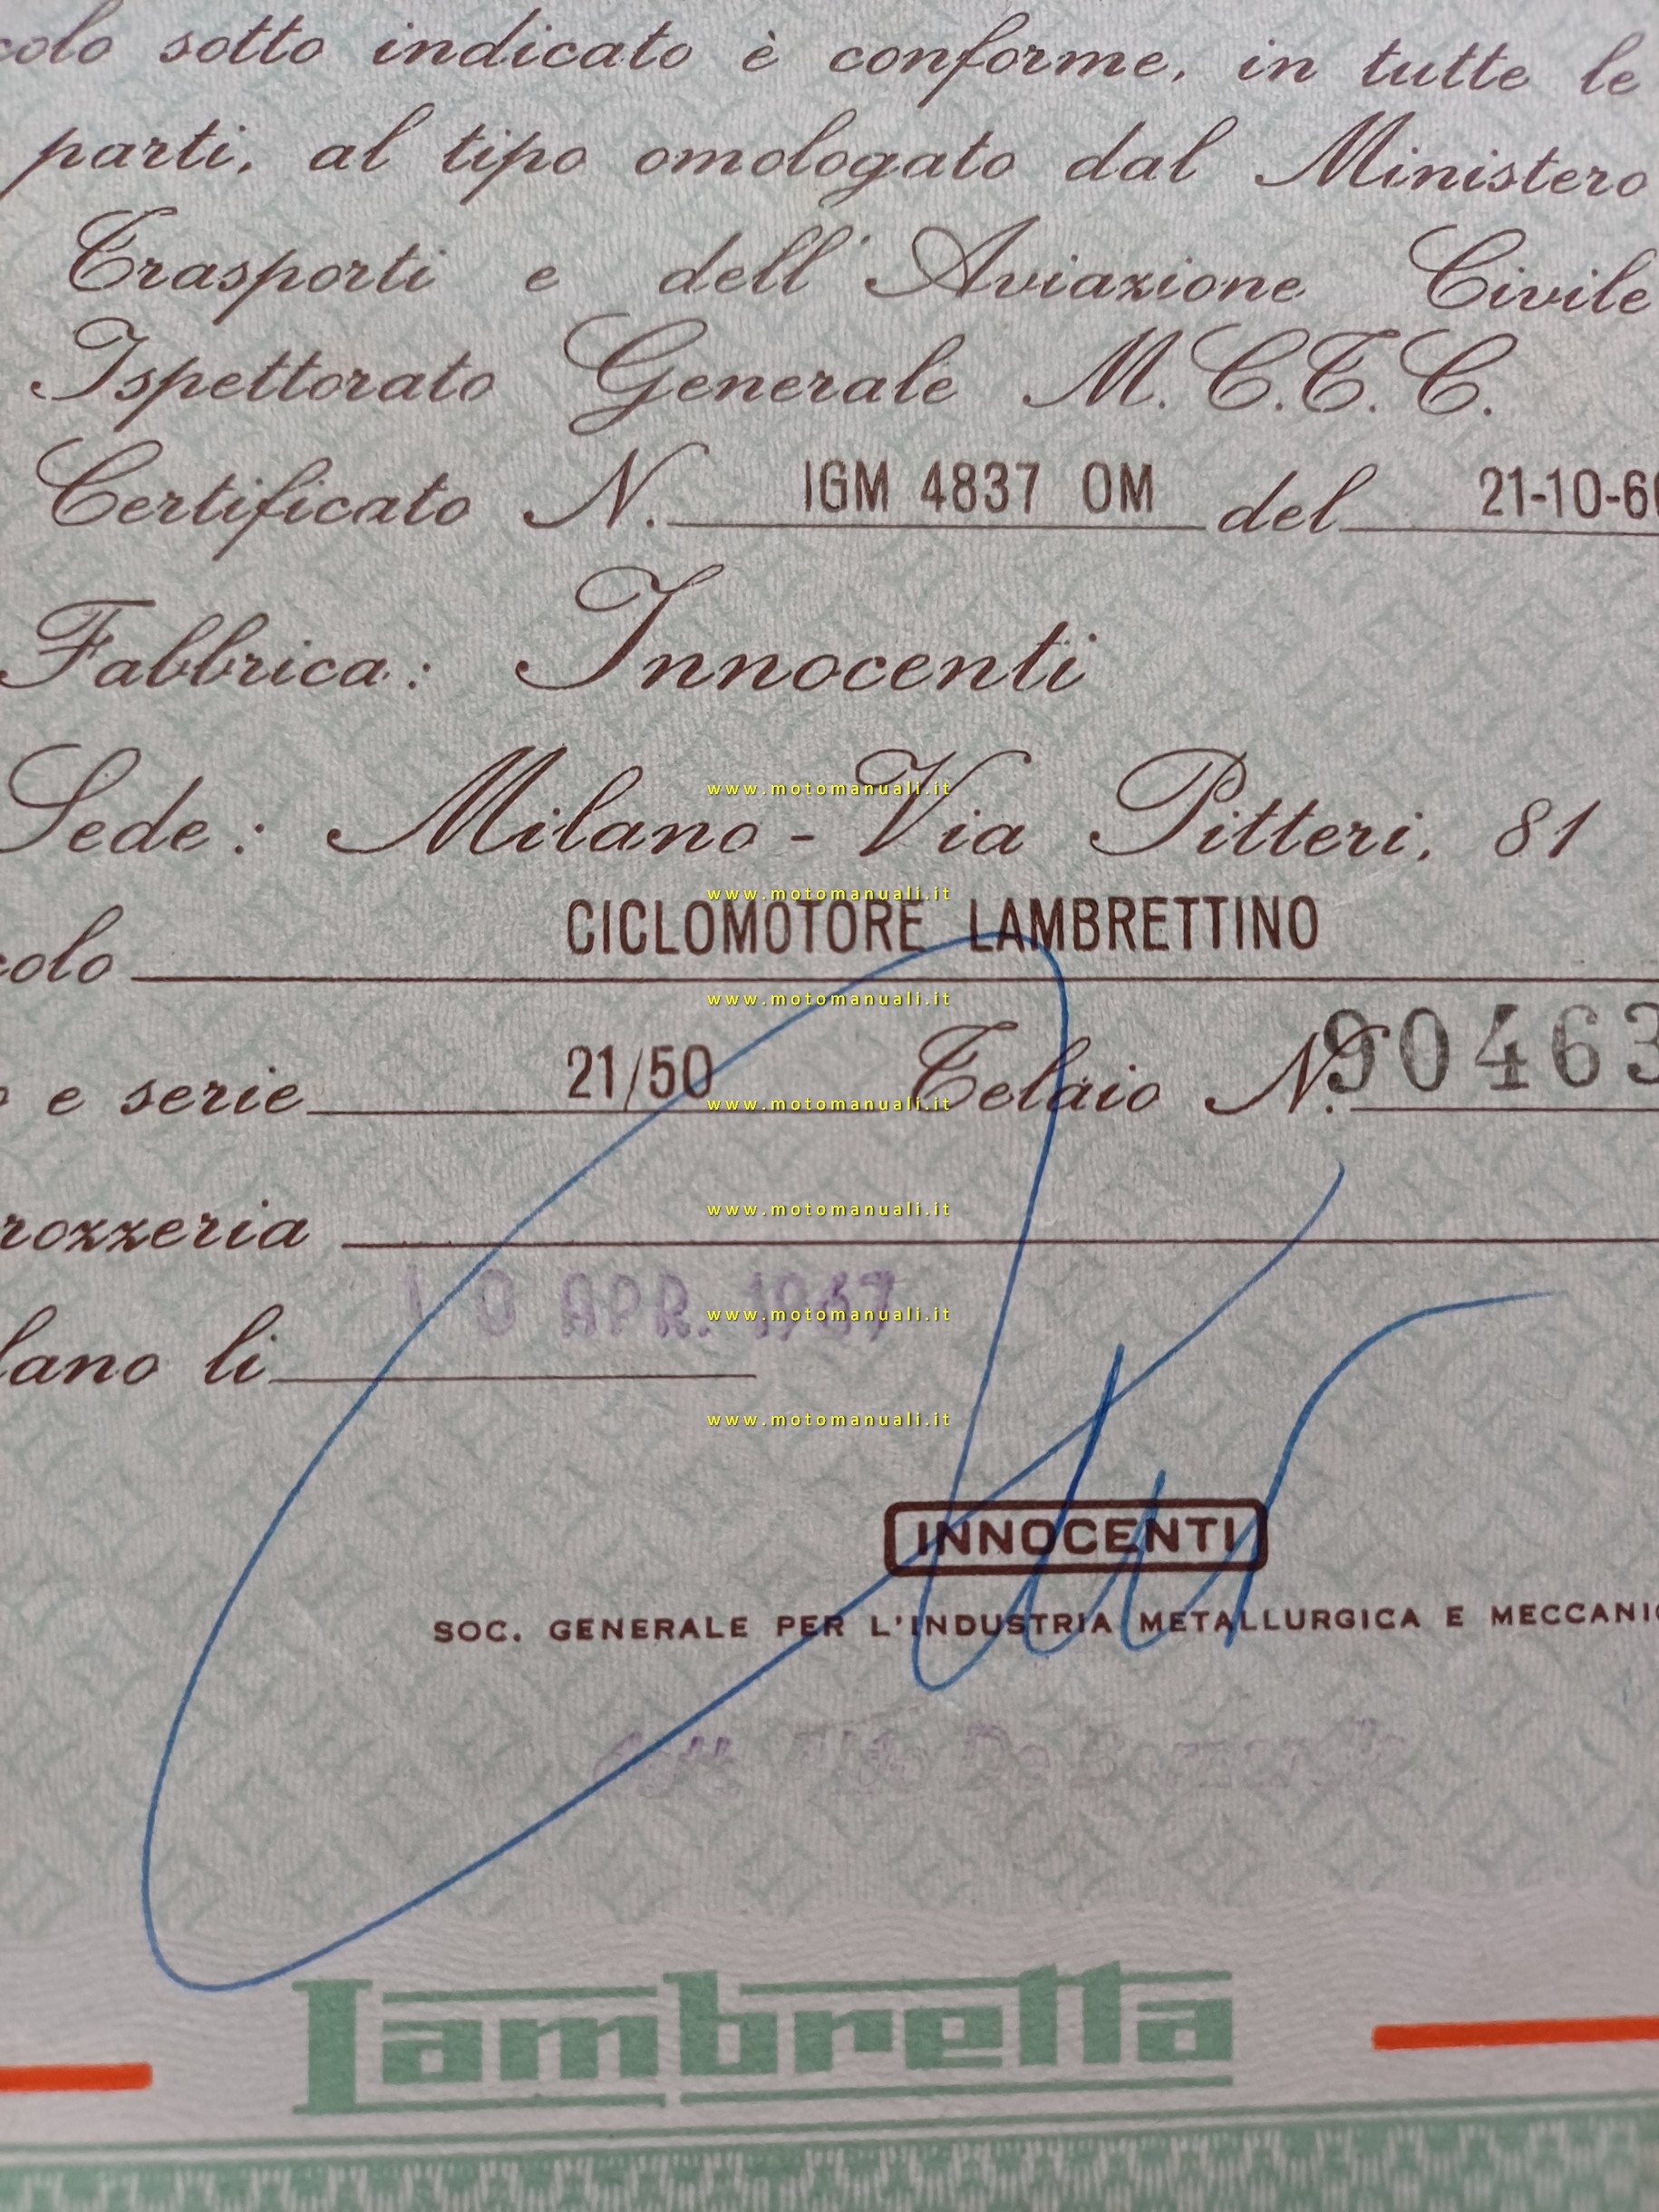 colo sotto indicato è conforme, in tutte le
parti, al tipo omologato dal Ministero
Trasporti e dell'Aviazione Civile
Ispettorato Generale M.C.T.C.
Certificato N. IGM 4837 OM del 21-10-6
Fabbrica: Innocenti
Sede: Milano - Via Pitteri, 81
www.motomanuali.it
www.motomanuali.it
colo CICLOMOTORE LAMBRETTINO
www.motomanuali.it
e serie 21/50 Telaio N. 90463
www.motomanuali.it
www.motomanuali.it
rozzeria
APR. 1967
www.motomanuali.it
lano li
www.motomanuali.it
INNOCENTI
SOC. GENERALE PER L'INDUSTRIA METALLURGICA E MECCANIC
Lambretta